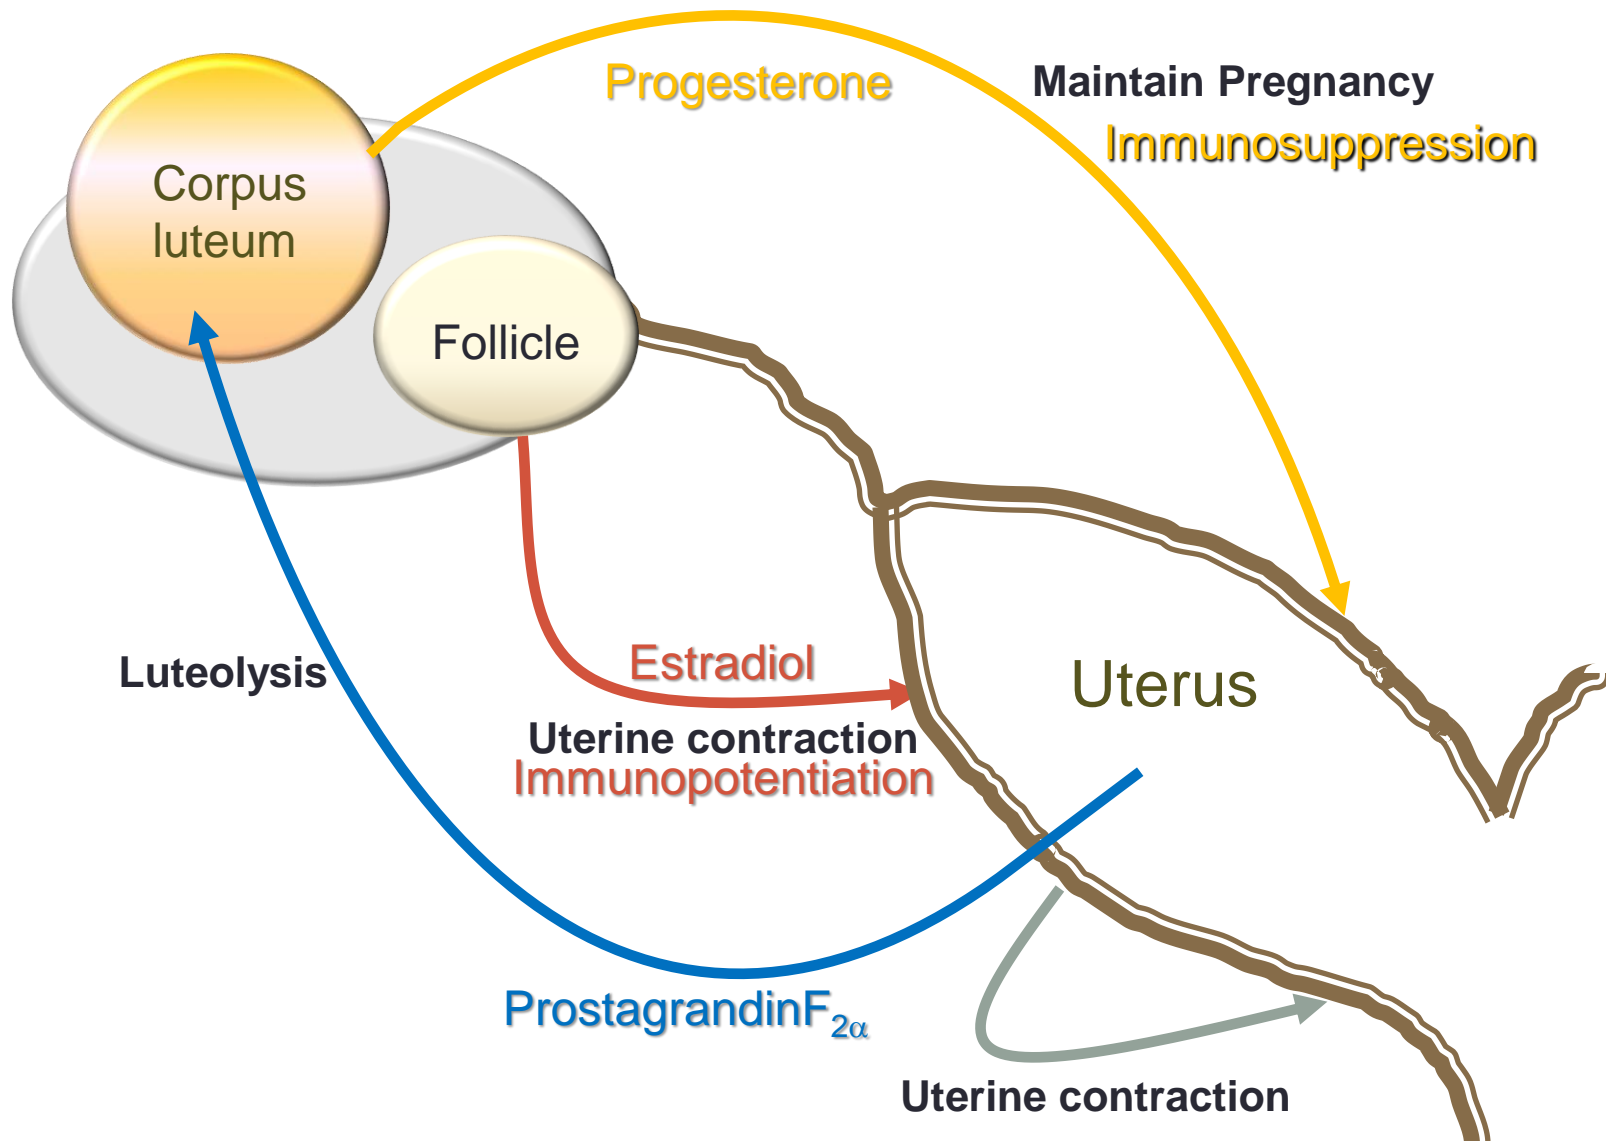 Progesterone
Maintain Pregnancy
Immunosuppression
Corpus
luteum
Follicle
Luteolysis
Estradiol
Uterus
Uterine contraction
Immunopotentiation
ProstagrandinF2α
Uterine contraction